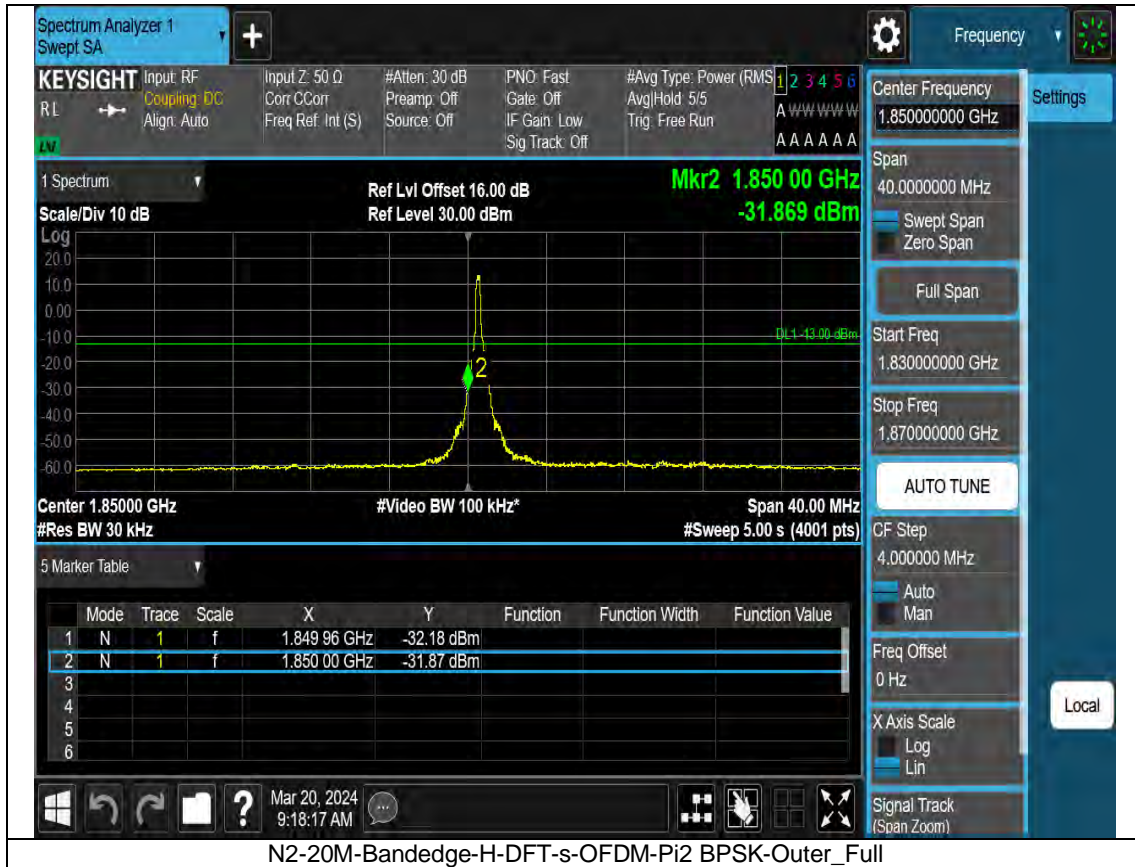 Spectrum Analyzer 1
Swept SA
+
Frequency
KEYSIGHT
RL
LXI
Input: RF
Coupling: DC
Align: Auto
Input Z: 50 Ω
Corr CCorr
Freq Ref: Int (S)
#Atten: 30 dB
Preamp: Off
Source: Off
PNO: Fast
Gate: Off
IF Gain: Low
Sig Track: Off
#Avg Type: Power (RMS
Avg|Hold: 5/5
Trig: Free Run
1 2 3 4 5 6
A W W W W W
A A A A A A
Center Frequency
1.850000000 GHz
Settings
1 Spectrum
Scale/Div 10 dB
Ref Lvl Offset 16.00 dB
Ref Level 30.00 dBm
Mkr2 1.850 00 GHz
-31.869 dBm
Log
20.0
10.0
0.00
-10.0
-20.0
-30.0
-40.0
-50.0
-60.0
DL1 -13.00 dBm
2
Center 1.85000 GHz
#Res BW 30 kHz
#Video BW 100 kHz*
Span 40.00 MHz
#Sweep 5.00 s (4001 pts)
Span
40.0000000 MHz
Swept Span
Zero Span
Full Span
Start Freq
1.830000000 GHz
Stop Freq
1.870000000 GHz
AUTO TUNE
CF Step
4.000000 MHz
Auto
Man
Freq Offset
0 Hz
X Axis Scale
Log
Lin
Signal Track
(Span Zoom)
Local
5 Marker Table
Mode Trace Scale X Y Function Function Width Function Value
1 N 1 f 1.849 96 GHz -32.18 dBm
2 N 1 f 1.850 00 GHz -31.87 dBm
3
4
5
6
?
Mar 20, 2024
9:18:17 AM
N2-20M-Bandedge-H-DFT-s-OFDM-Pi2 BPSK-Outer_Full